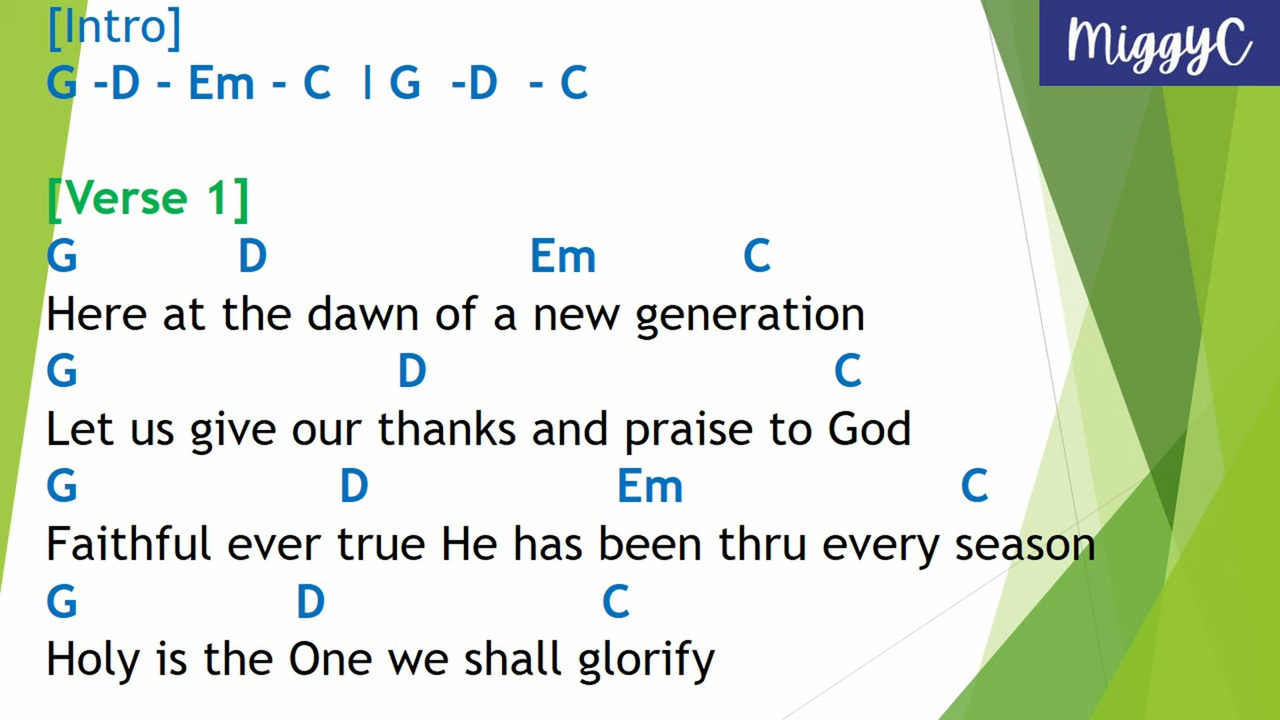 [Intro]
MiggyC
G -D - Em - C | G -D - C
[Verse 1]
G D Em C
Here at the dawn of a new generation
G D C
Let us give our thanks and praise to God
G D Em C
Faithful ever true He has been thru every season
G D C
Holy is the One we shall glorify